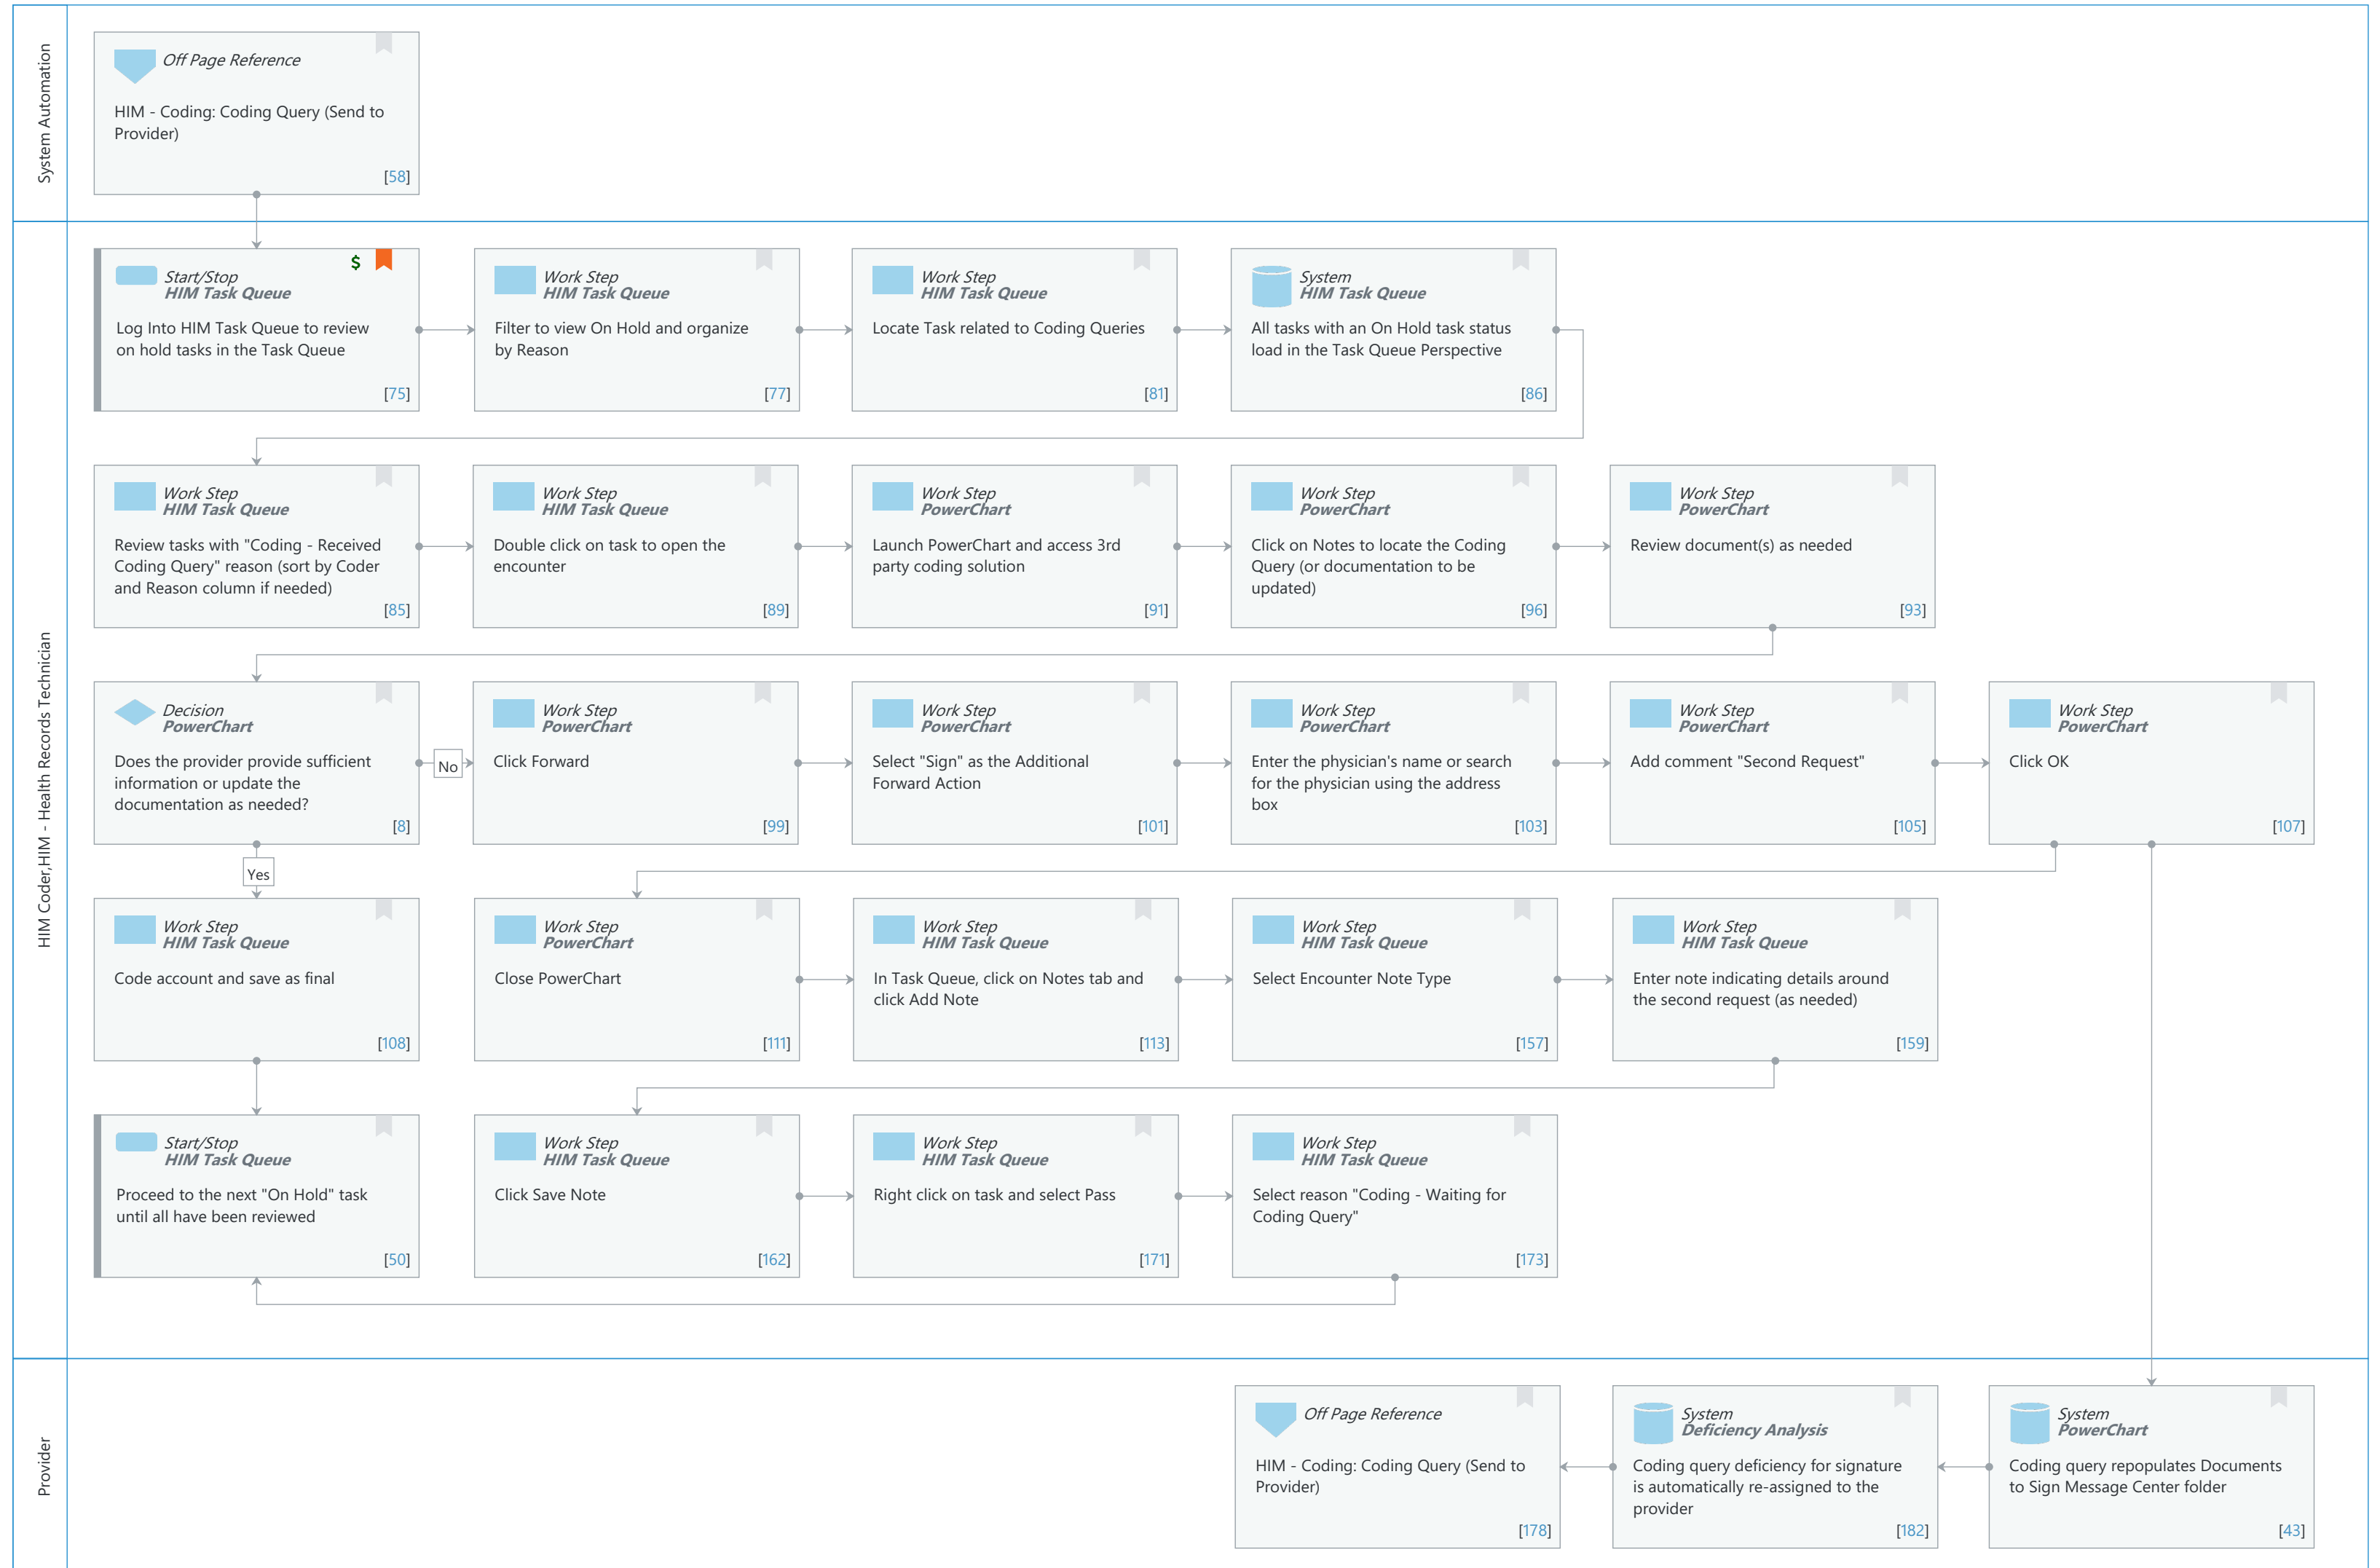 System Automation
Off Page Reference
HIM - Coding: Coding Query (Send to
Provider)
[58]
HIM Coder,HIM - Health Records Technician
$
Start/Stop
HIM Task Queue
Log Into HIM Task Queue to review
on hold tasks in the Task Queue
[75]
Work Step
HIM Task Queue
Filter to view On Hold and organize
by Reason
[77]
Work Step
HIM Task Queue
Locate Task related to Coding Queries
[81]
System
HIM Task Queue
All tasks with an On Hold task status
load in the Task Queue Perspective
[86]
Work Step
HIM Task Queue
Review tasks with "Coding - Received
Coding Query" reason (sort by Coder
and Reason column if needed)
[85]
Work Step
HIM Task Queue
Double click on task to open the
encounter
[89]
Work Step
PowerChart
Launch PowerChart and access 3rd
party coding solution
[91]
Work Step
PowerChart
Click on Notes to locate the Coding
Query (or documentation to be
updated)
[96]
Work Step
PowerChart
Review document(s) as needed
[93]
Decision
PowerChart
Does the provider provide sufficient
information or update the
documentation as needed?
[8]
No
Work Step
PowerChart
Click Forward
[99]
Work Step
PowerChart
Select "Sign" as the Additional
Forward Action
[101]
Work Step
PowerChart
Enter the physician's name or search
for the physician using the address
box
[103]
Work Step
PowerChart
Add comment "Second Request"
[105]
Work Step
PowerChart
Click OK
[107]
Yes
Work Step
HIM Task Queue
Code account and save as final
[108]
Work Step
PowerChart
Close PowerChart
[111]
Work Step
HIM Task Queue
In Task Queue, click on Notes tab and
click Add Note
[113]
Work Step
HIM Task Queue
Select Encounter Note Type
[157]
Work Step
HIM Task Queue
Enter note indicating details around
the second request (as needed)
[159]
Start/Stop
HIM Task Queue
Proceed to the next "On Hold" task
until all have been reviewed
[50]
Work Step
HIM Task Queue
Click Save Note
[162]
Work Step
HIM Task Queue
Right click on task and select Pass
[171]
Work Step
HIM Task Queue
Select reason "Coding - Waiting for
Coding Query"
[173]
Provider
Off Page Reference
HIM - Coding: Coding Query (Send to
Provider)
[178]
System
Deficiency Analysis
Coding query deficiency for signature
is automatically re-assigned to the
provider
[182]
System
PowerChart
Coding query repopulates Documents
to Sign Message Center folder
[43]